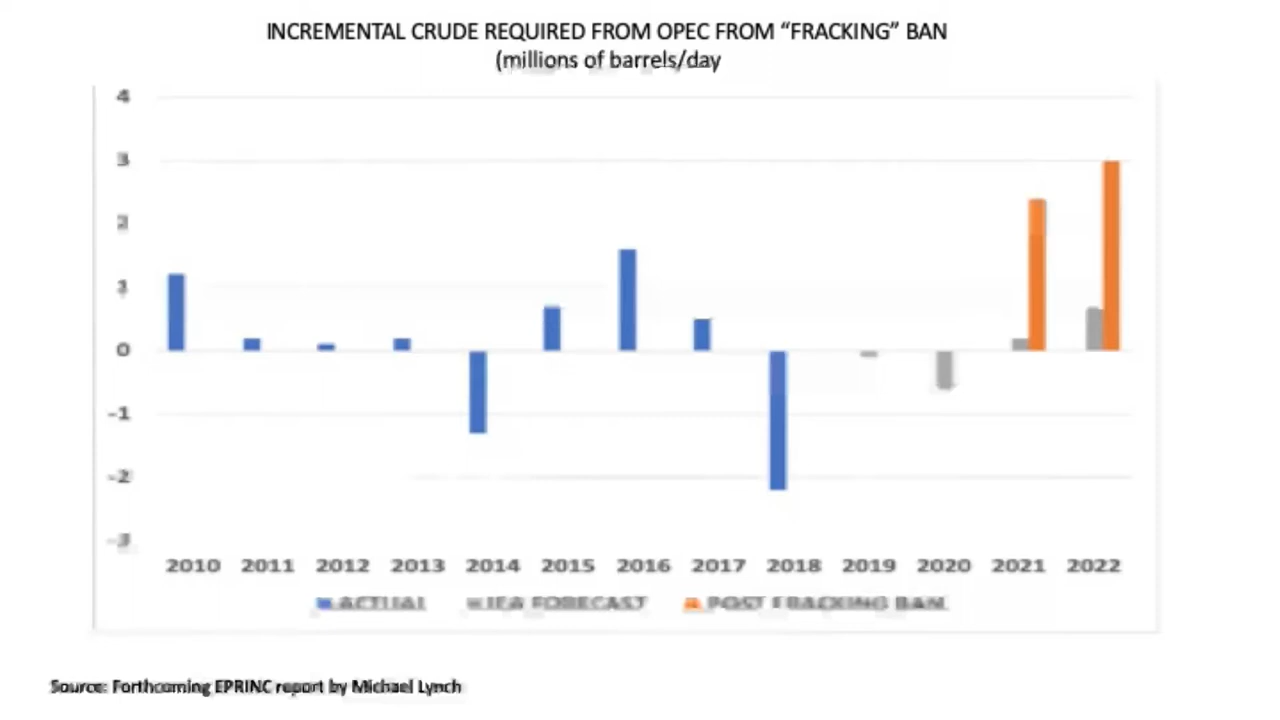 INCREMENTAL CRUDE REQUIRED FROM OPEC FROM “FRACKING” BAN
(millions of barrels/day
4
3
2
1
0
-1
-2
-3
2010 2011 2012 2013 2014 2015 2016 2017 2018 2019 2020 2021 2022
ACTUAL IEA FORECAST POST FRACKING BAN
Source: Forthcoming EPRINC report by Michael Lynch